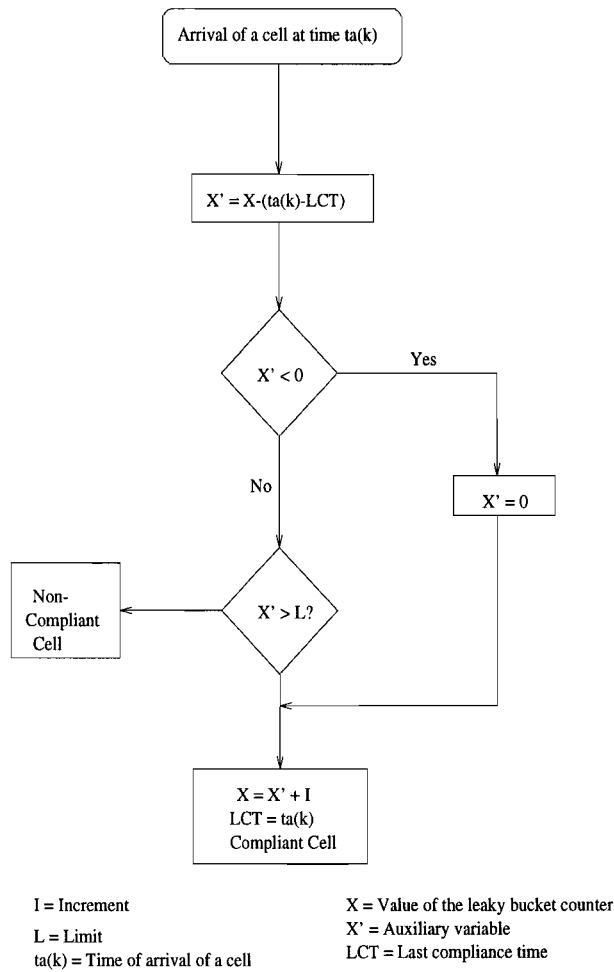 Arrival of a cell at time ta(k)
X' = X-(ta(k)-LCT)
X' < 0
Yes
No
X' = 0
X' > L?
Non-
Compliant
Cell
X = X' + I
LCT = ta(k)
Compliant Cell
I = Increment
L = Limit
ta(k) = Time of arrival of a cell
X = Value of the leaky bucket counter
X' = Auxiliary variable
LCT = Last compliance time